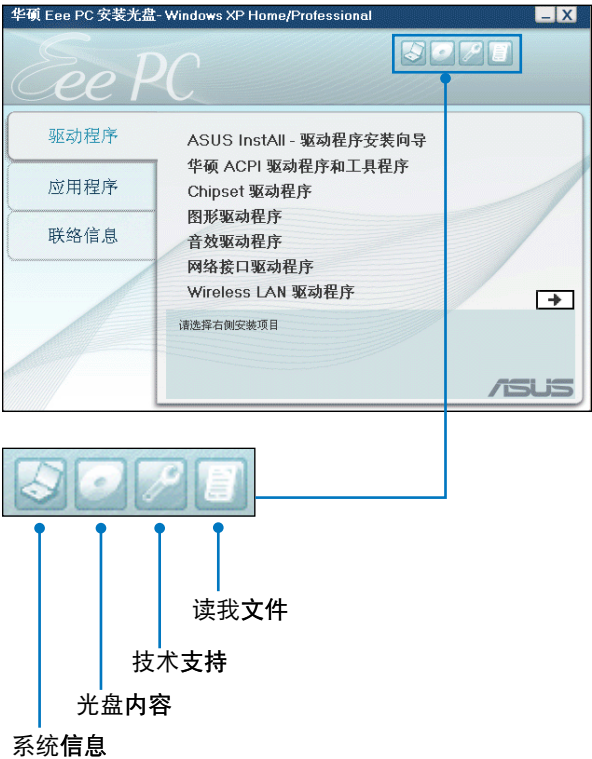 华硕 Eee PC 安装光盘- Windows XP Home/Professional
Eee PC
驱动程序
应用程序
联络信息
ASUS InstAll - 驱动程序安装向导
华硕 ACPI 驱动程序和工具程序
Chipset 驱动程序
图形驱动程序
音效驱动程序
网络接口驱动程序
Wireless LAN 驱动程序
请选择右侧安装项目
ASUS
读我文件
技术支持
光盘内容
系统信息